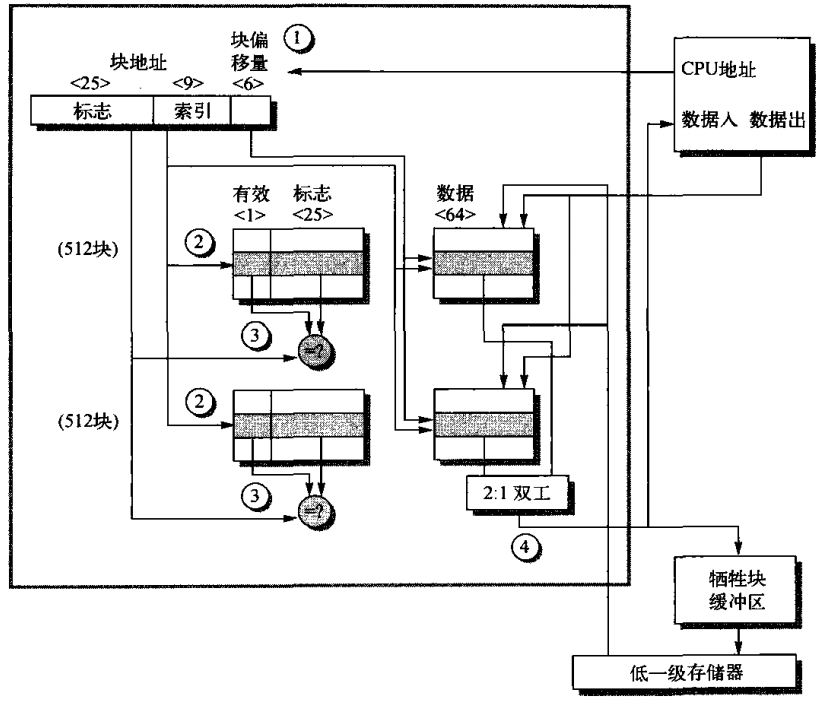 块偏 ①
块地址 移量
<25> <9> <6>
标志 索引
CPU地址
数据入 数据出
有效 标志 数据
<1> <25> <64>
(512块) ②
③
=?
(512块) ②
③
=?
2:1 双工
④
牺牲块
缓冲区
低一级存储器